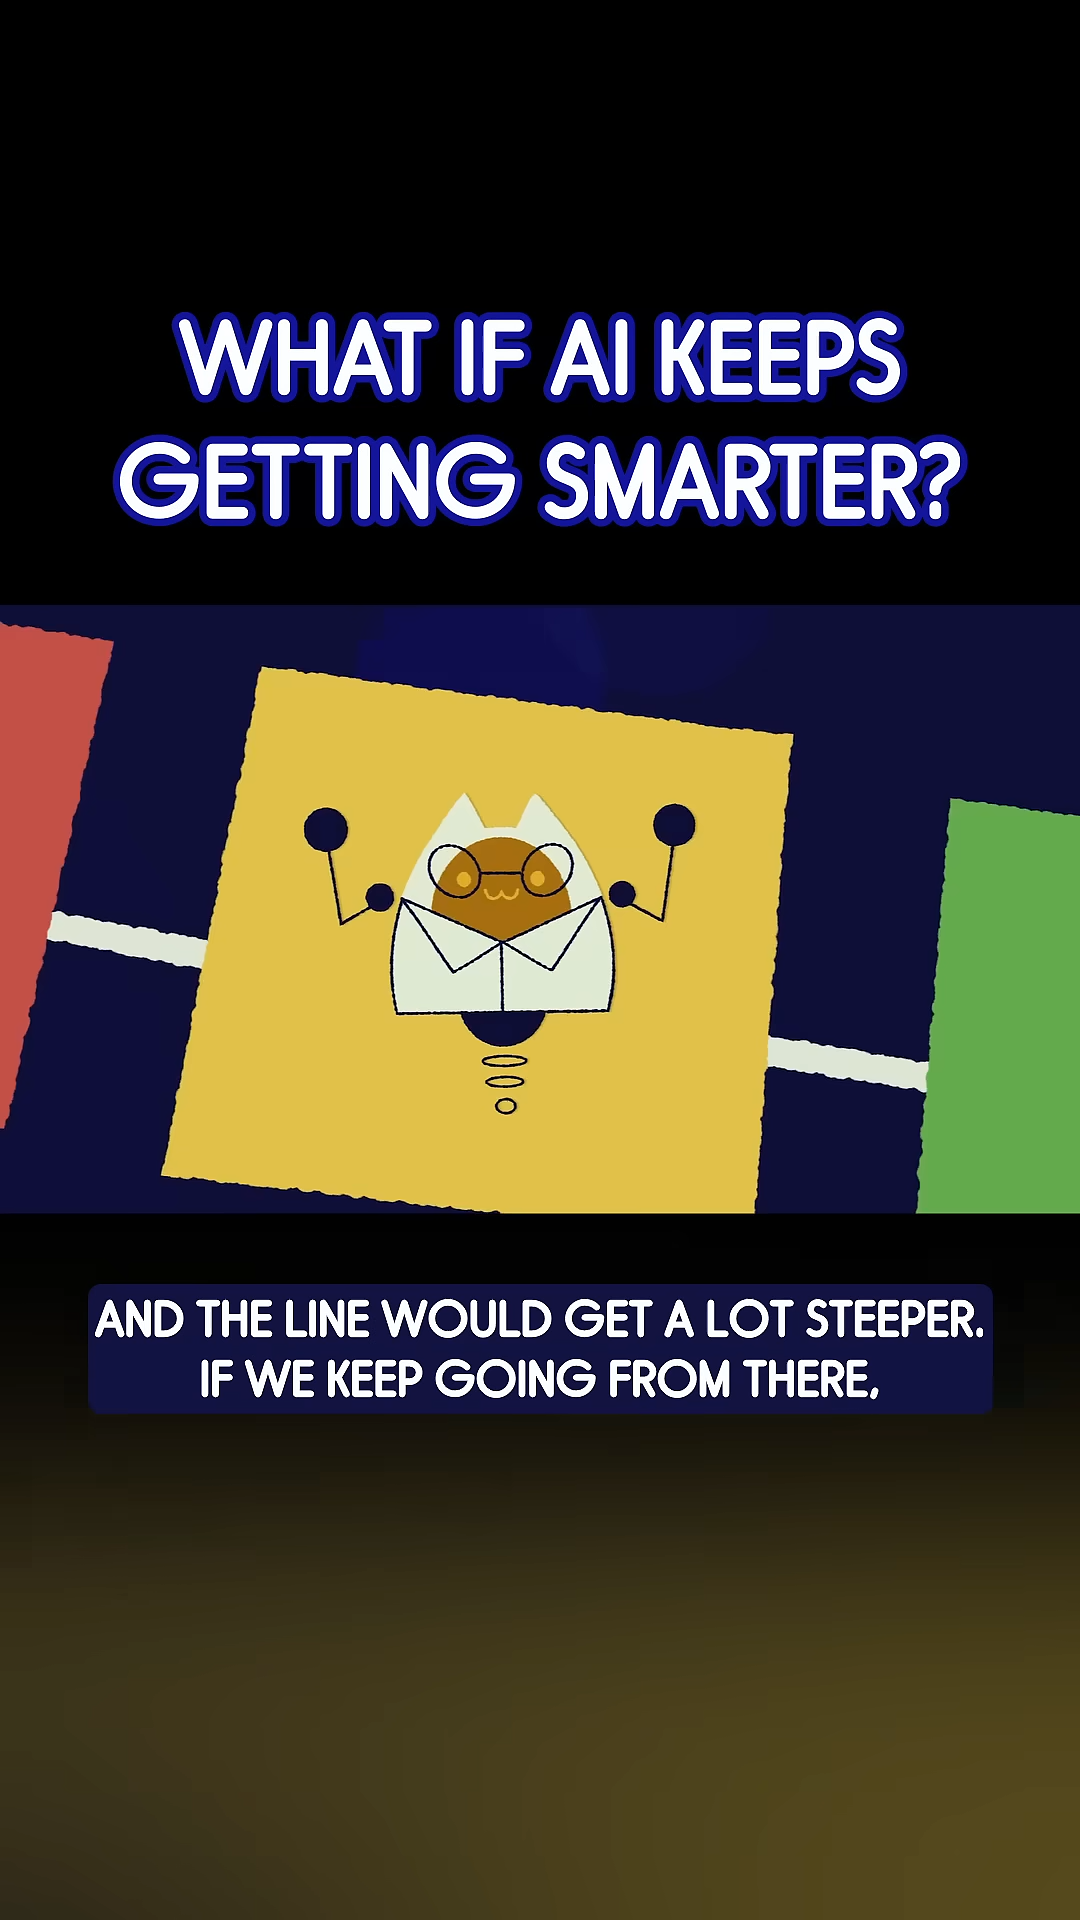 WHAT IF AI KEEPS
GETTING SMARTER?
AND THE LINE WOULD GET A LOT STEEPER.
IF WE KEEP GOING FROM THERE,